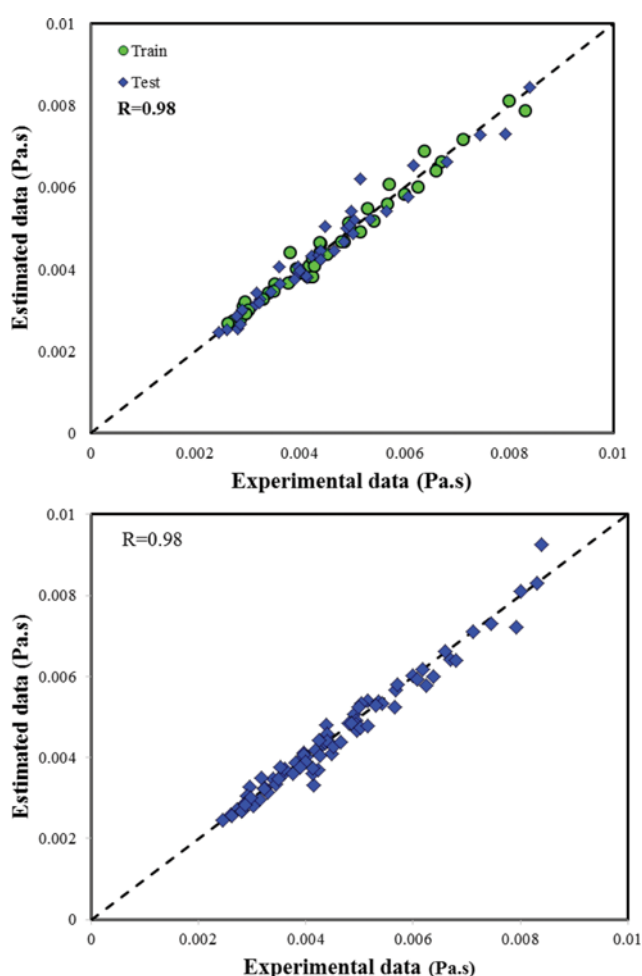 0.01
Train
Test
R=0.98
0.008
0.006
0.004
0.002
0
Estimated data (Pa.s)
0 0.002 0.004 0.006 0.008 0.01
Experimental data (Pa.s)
0.01
R=0.98
0.008
0.006
0.004
0.002
0
Estimated data (Pa.s)
0 0.002 0.004 0.006 0.008 0.01
Experimental data (Pa.s)